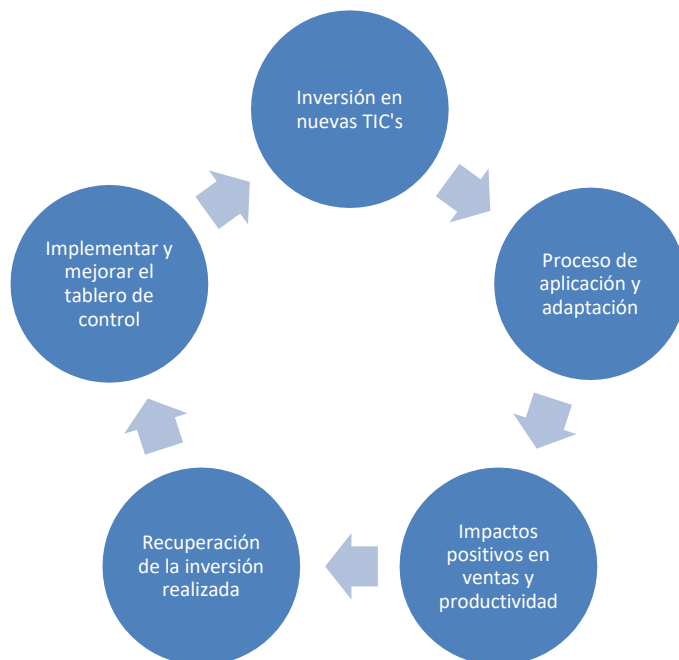 Inversión en
nuevas TIC's
Proceso de
aplicación y
adaptación
Impactos
positivos en
ventas y
productividad
Recuperación
de la inversión
realizada
Implementar y
mejorar el
tablero de
control